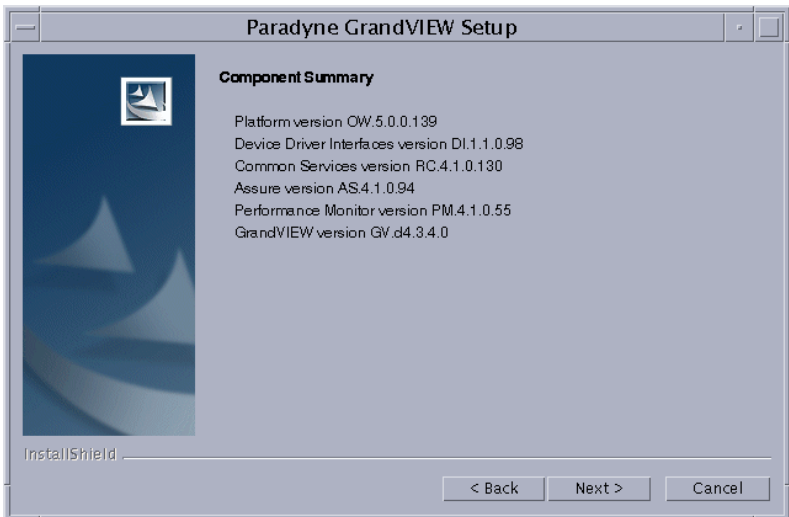 Paradyne GrandVIEW Setup
Component Summary
Platform version OW.5.0.0.139
Device Driver Interfaces version DI.1.1.0.98
Common Services version RC.4.1.0.130
Assure version AS.4.1.0.94
Performance Monitor version PM.4.1.0.55
GrandVIEW version GV.d4.3.4.0
InstallShield
< Back Next > Cancel